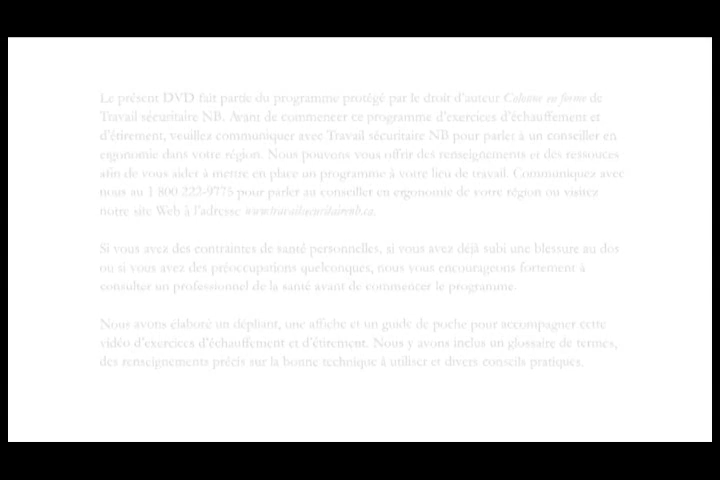 Le présent DVD fait partie du programme protégé par le droit d'auteur Colonne en forme de
Travail sécuritaire NB. Avant de commencer ce programme d'exercices d'échauffement et
d'étirement, veuillez communiquer avec Travail sécuritaire NB pour parler à un conseiller en
ergonomie dans votre région. Nous pouvons vous offrir des renseignements et des ressources
afin de vous aider à mettre en place un programme à votre lieu de travail. Communiquez avec
nous au 1 800 222-9775 pour parler au conseiller en ergonomie de votre région ou visitez
notre site Web à l'adresse www.travailsecuritairenb.ca.
Si vous avez des contraintes de santé personnelles, si vous avez déjà subi une blessure au dos
ou si vous avez des préoccupations quelconques, nous vous encourageons fortement à
consulter un professionnel de la santé avant de commencer le programme.
Nous avons élaboré un dépliant, une affiche et un guide de poche pour accompagner cette
vidéo d'exercices d'échauffement et d'étirement. Nous y avons inclus un glossaire de termes,
des renseignements précis sur la bonne technique à utiliser et divers conseils pratiques.